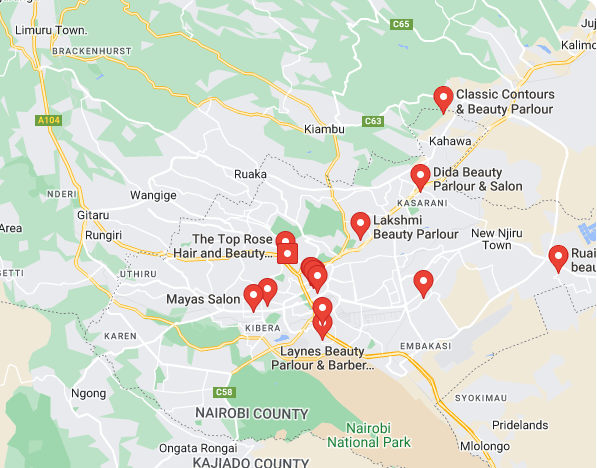 C65
Limuru Town.
Juj
Kalimo
BRACKENHURST
Classic Contours
& Beauty Parlour
A104
C63
Kiambu
Kahawa
Ruaka
Dida Beauty
Parlour & Salon
NDERI
Wangige
KASARANI
Gitaru
Lakshmi
Beauty Parlour
Area
Rungiri
The Top Rose
Hair and Beauty...
New Njiru
Town
Ruai
beau
GETTI
UTHIRU
Mayas Salon
KIBERA
KAREN
EMBAKASI
Laynes Beauty
Parlour & Barber...
Ngong
C58
SYOKIMAU
NAIROBI COUNTY
Nairobi
National Park
Pridelands
Mlolongo
Ongata Rongai
KAJIADO COUNTY